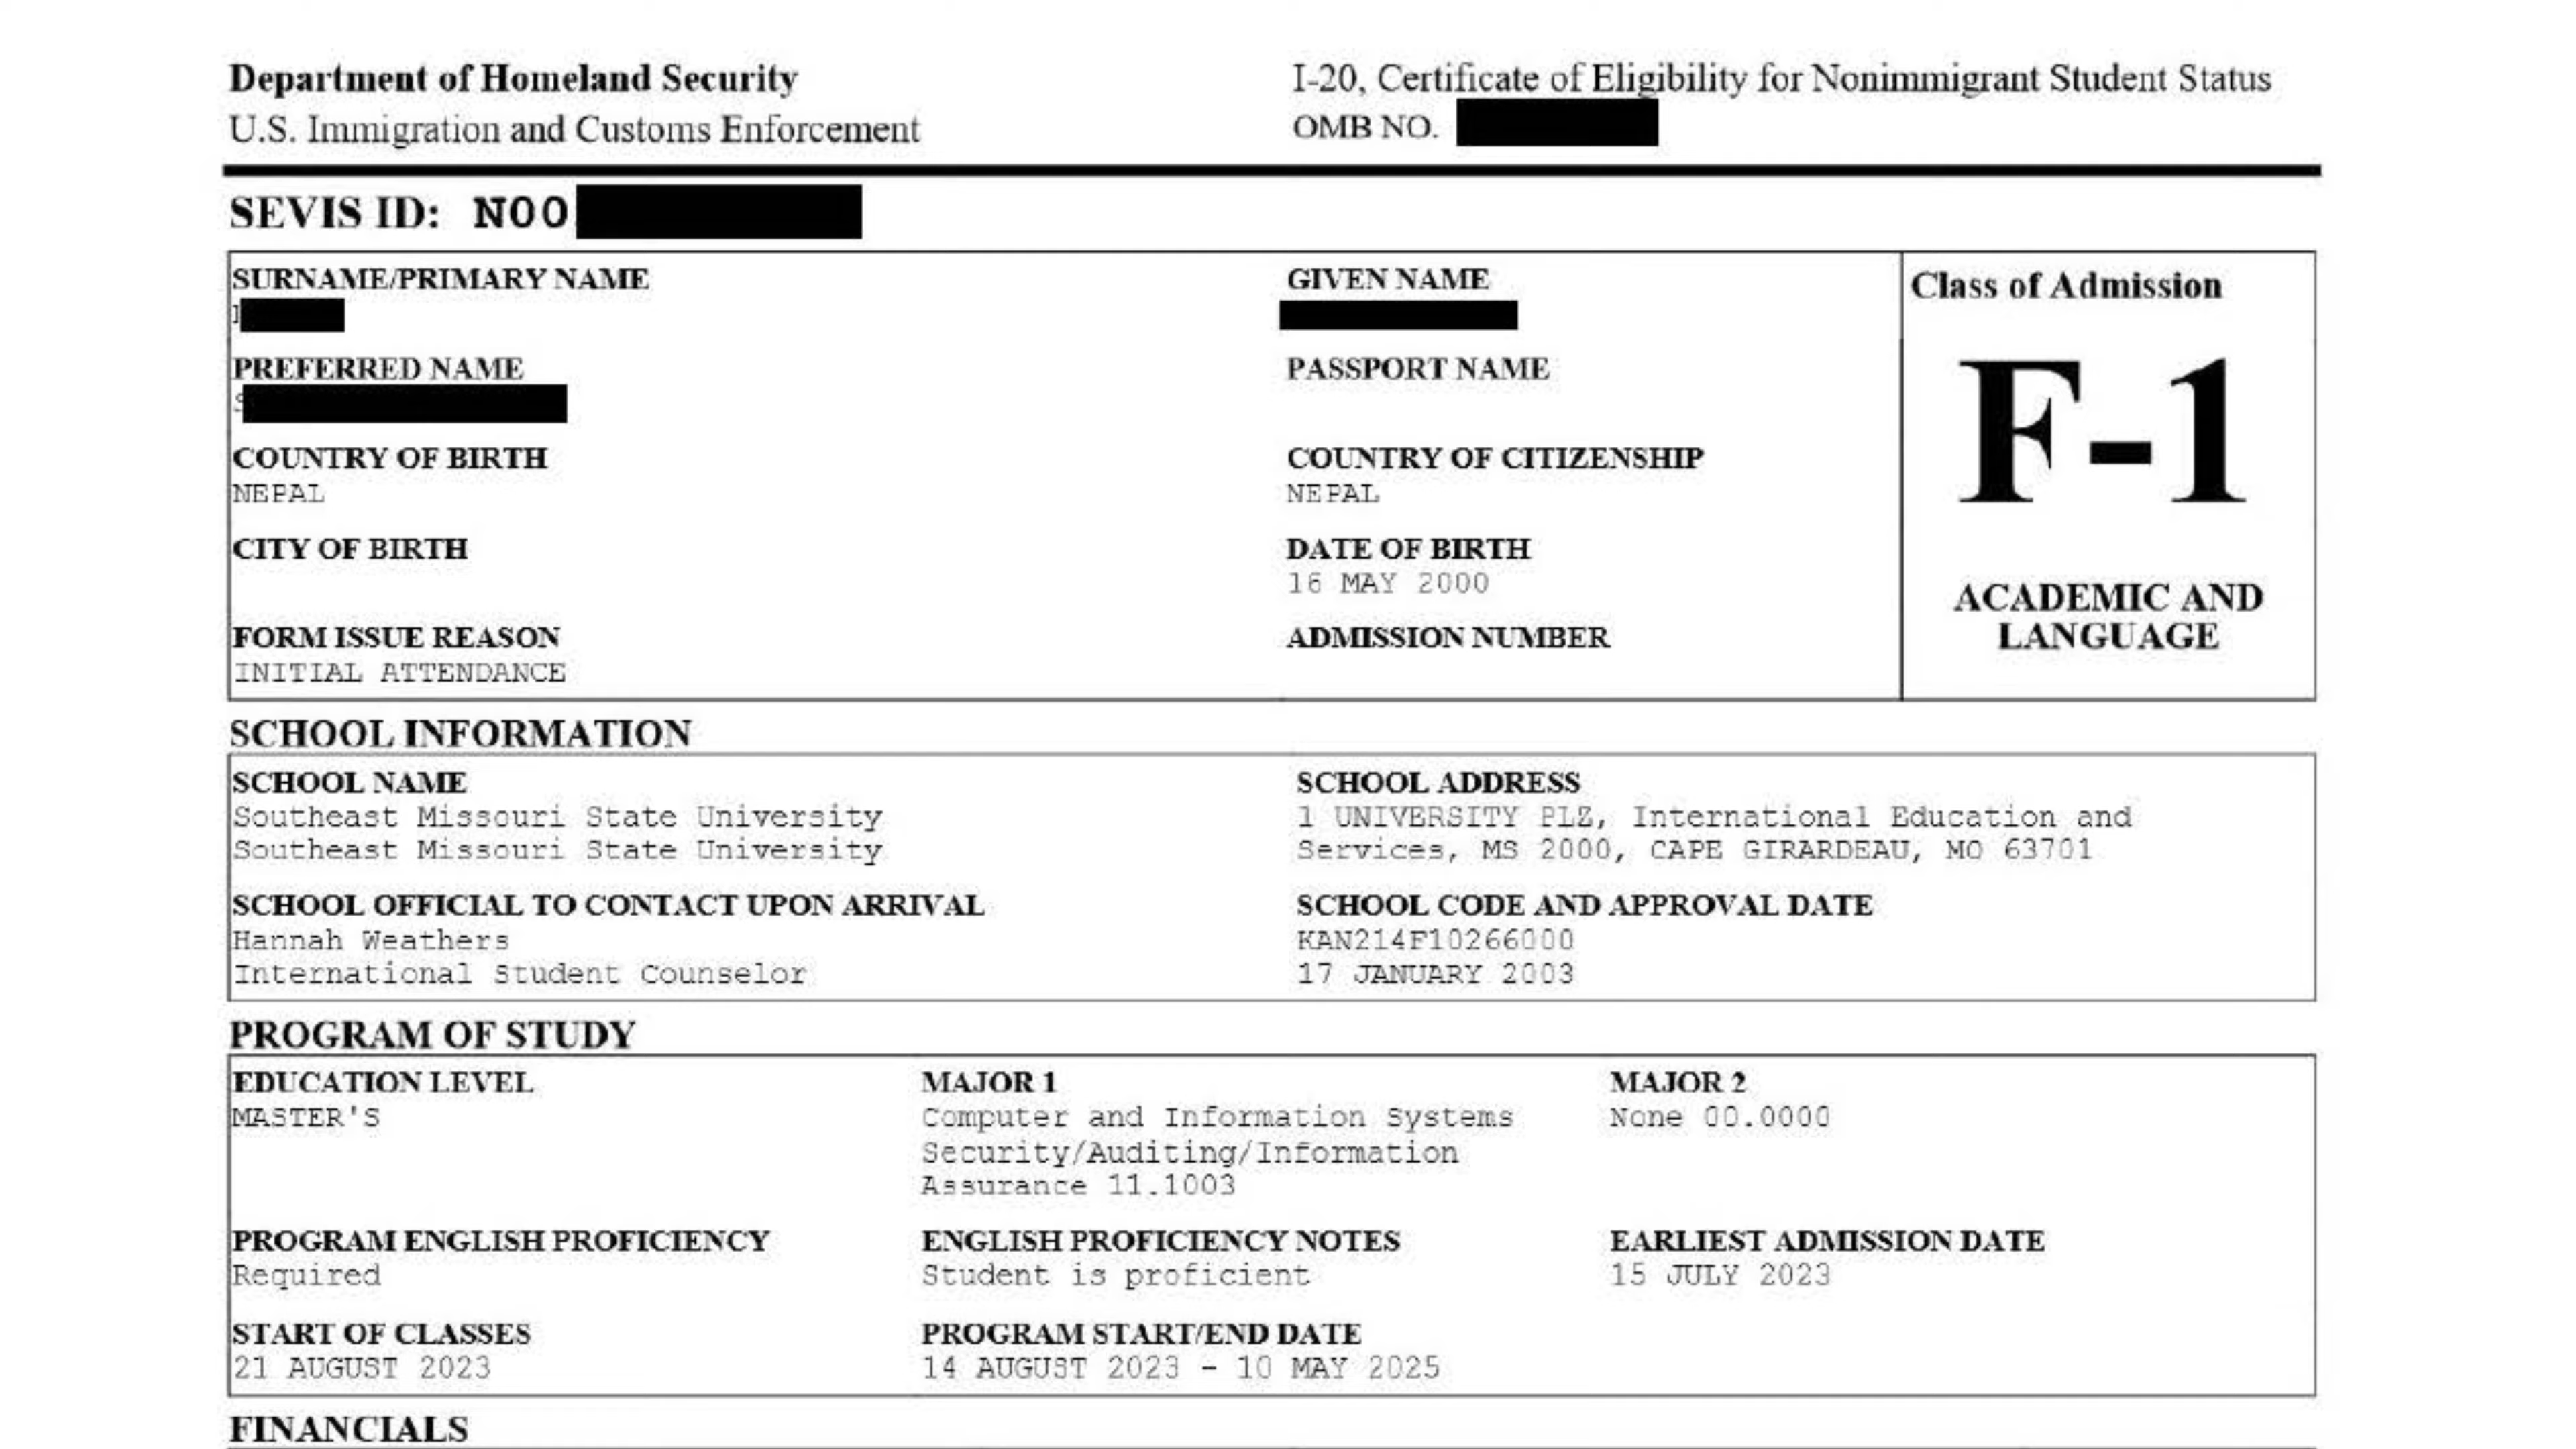 Department of Homeland Security
U.S. Immigration and Customs Enforcement
I-20, Certificate of Eligibility for Nonimmigrant Student Status
OMB NO.
SEVIS ID: N00
SURNAME/PRIMARY NAME
GIVEN NAME
Class of Admission
PREFERRED NAME
PASSPORT NAME
F-1
COUNTRY OF BIRTH
NEPAL
COUNTRY OF CITIZENSHIP
NEPAL
CITY OF BIRTH
DATE OF BIRTH
16 MAY 2000
ACADEMIC AND
LANGUAGE
FORM ISSUE REASON
INITIAL ATTENDANCE
ADMISSION NUMBER
SCHOOL INFORMATION
SCHOOL NAME
Southeast Missouri State University
Southeast Missouri State University
SCHOOL ADDRESS
1 UNIVERSITY PLZ, International Education and
Services, MS 2000, CAPE GIRARDEAU, MO 63701
SCHOOL OFFICIAL TO CONTACT UPON ARRIVAL
Hannah Weathers
International Student Counselor
SCHOOL CODE AND APPROVAL DATE
KAN214F10266000
17 JANUARY 2003
PROGRAM OF STUDY
EDUCATION LEVEL
MASTER'S
MAJOR 1
Computer and Information Systems
Security/Auditing/Information
Assurance 11.1003
MAJOR 2
None 00.0000
PROGRAM ENGLISH PROFICIENCY
Required
ENGLISH PROFICIENCY NOTES
Student is proficient
EARLIEST ADMISSION DATE
15 JULY 2023
START OF CLASSES
21 AUGUST 2023
PROGRAM START/END DATE
14 AUGUST 2023 - 10 MAY 2025
FINANCIALS